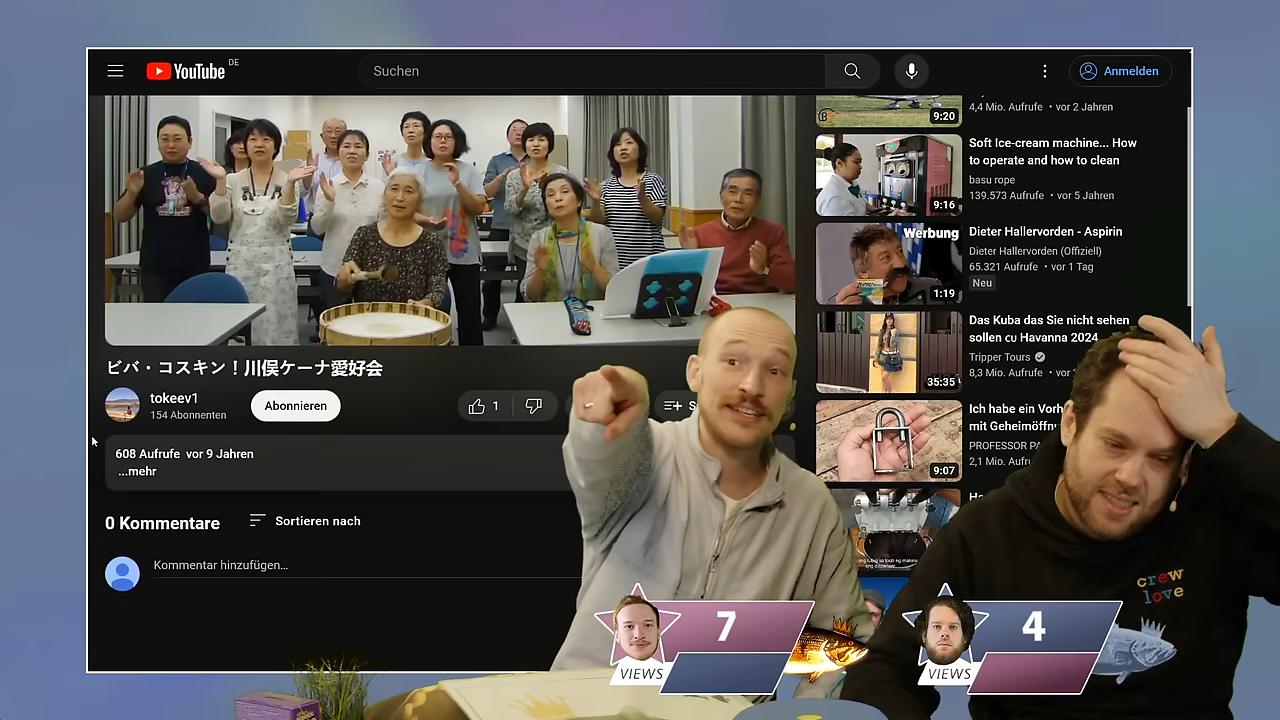 YouTube DE
Suchen
Anmelden
ビバ・コスキン！川俣ケーナ愛好会
tokeev1
154 Abonnenten
Abonnieren
1
608 Aufrufe vor 9 Jahren
...mehr
0 Kommentare
Sortieren nach
Kommentar hinzufügen...
4,4 Mio. Aufrufe • vor 2 Jahren
9:20
Soft Ice-cream machine... How
to operate and how to clean
basu rope
139.573 Aufrufe • vor 5 Jahren
9:16
Dieter Hallervorden - Aspirin
Dieter Hallervorden (Offiziell)
65.321 Aufrufe • vor 1 Tag
Neu
Werbung
1:19
Das Kuba das Sie nicht sehen
sollen cu Havanna 2024
Tripper Tours
8,3 Mio. Aufrufe • vor
35:35
Ich habe ein
mit
PROFESSOR
2,1 Mio.
9:07
crew
love
7
VIEWS
4
VIEWS